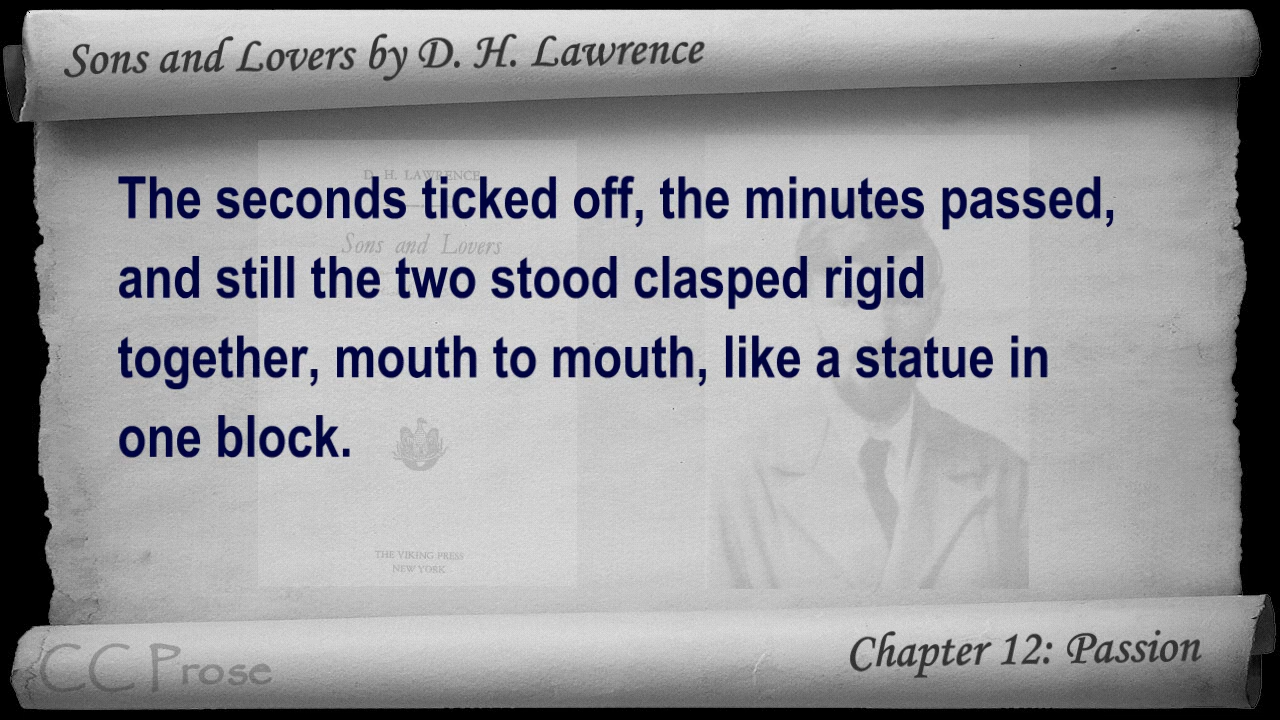 Sons and Lovers by D. H. Lawrence
D. H. LAWRENCE
The seconds ticked off, the minutes passed,
Sons and Lovers
and still the two stood clasped rigid
together, mouth to mouth, like a statue in
one block.
THE VIKING PRESS
NEW YORK
Chapter 12: Passion
CC Prose